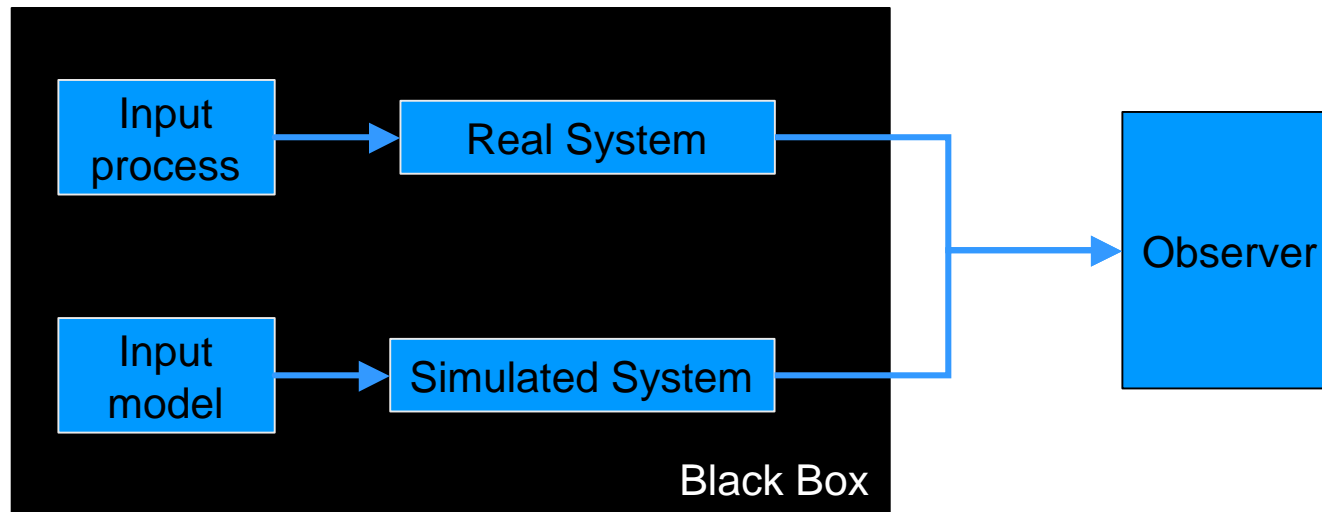 Input
process
Real System
Observer
Input
model
Simulated System
Black Box